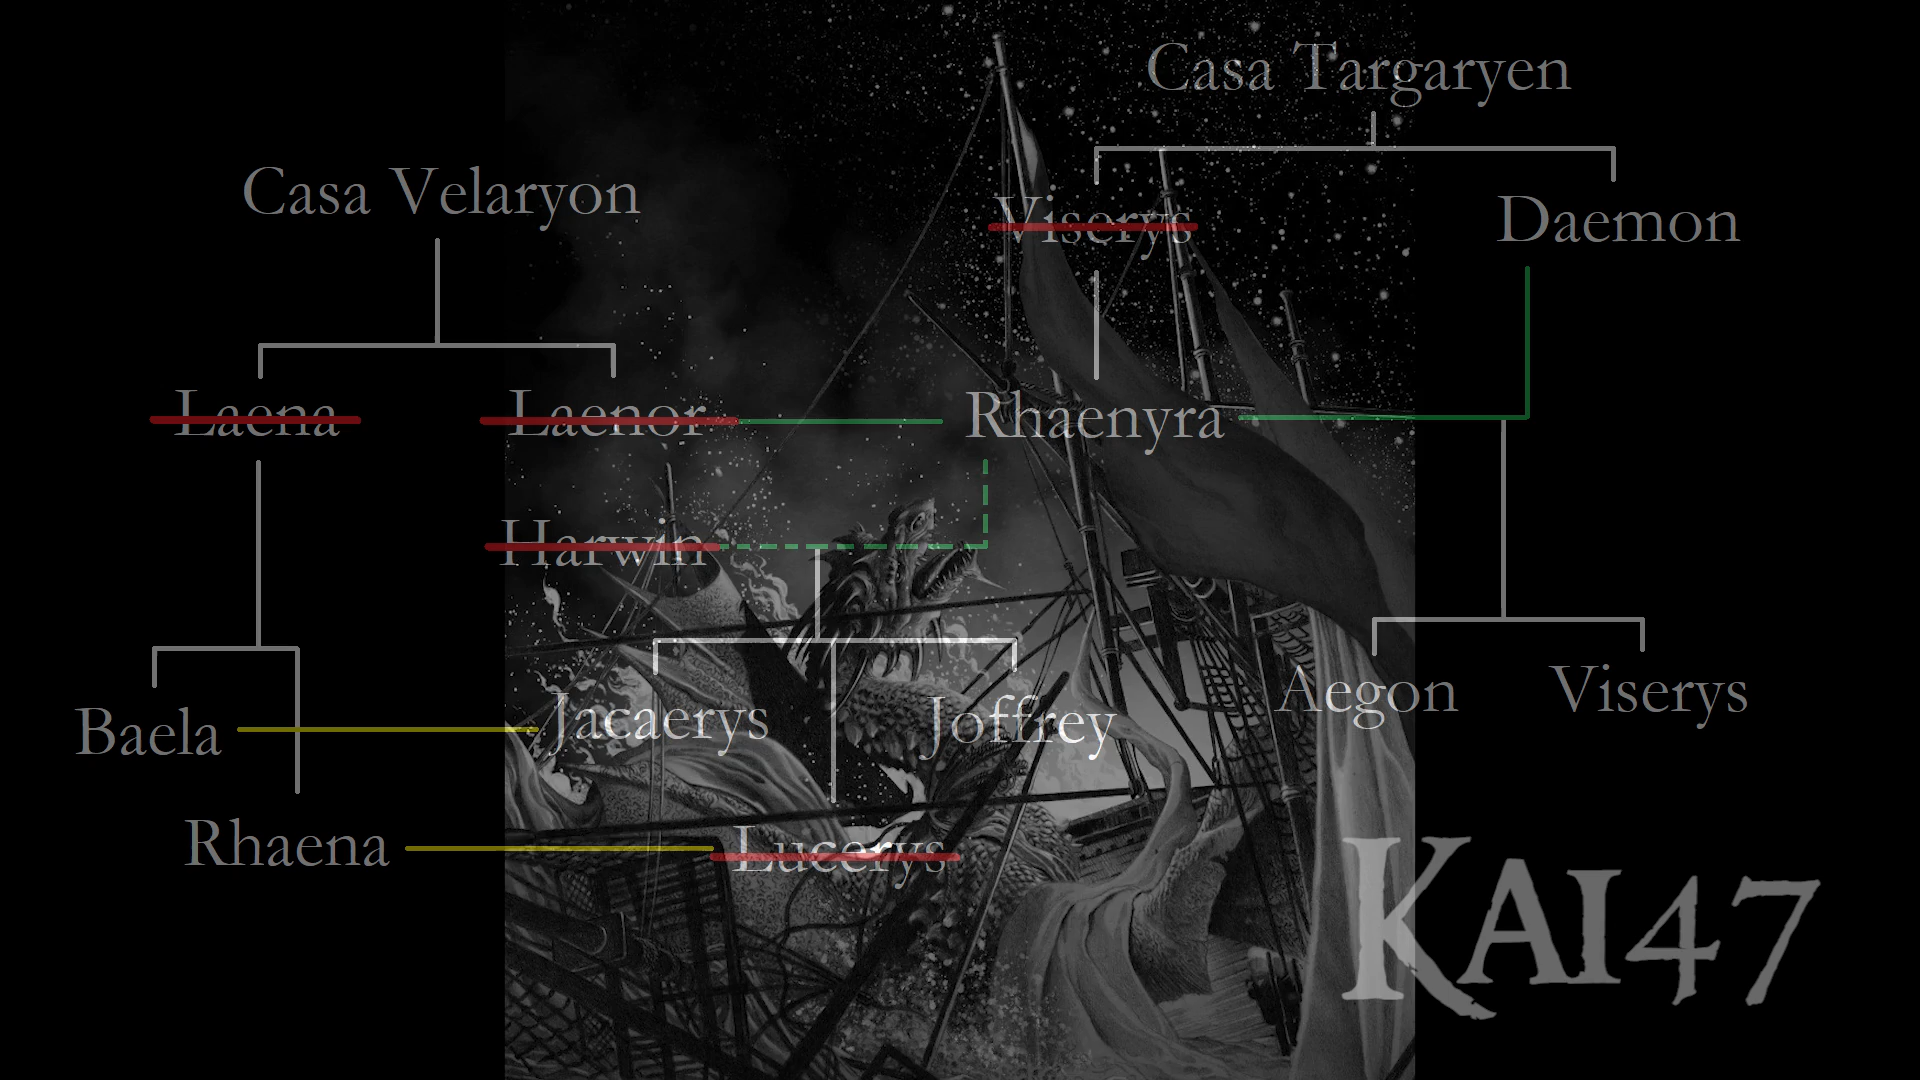 Casa Targaryen
Casa Velaryon
Viserys
Daemon
Laena
Laenor
Rhaenyra
Harwin
Baela
Jacaerys
Joffrey
Aegon
Viserys
Rhaena
Lucerys
KAI47